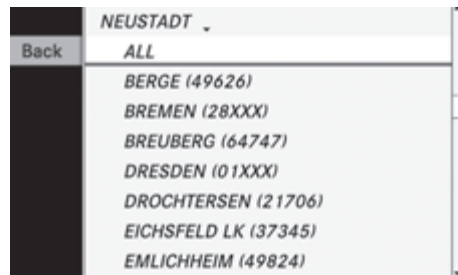 NEUSTADT
Back
ALL
BERGE (49626)
BREMEN (28XXX)
BREUBERG (64747)
DRESDEN (01XXX)
DROCHTERSEN (21706)
EICHSFELD LK (37345)
EMLICHHEIM (49824)